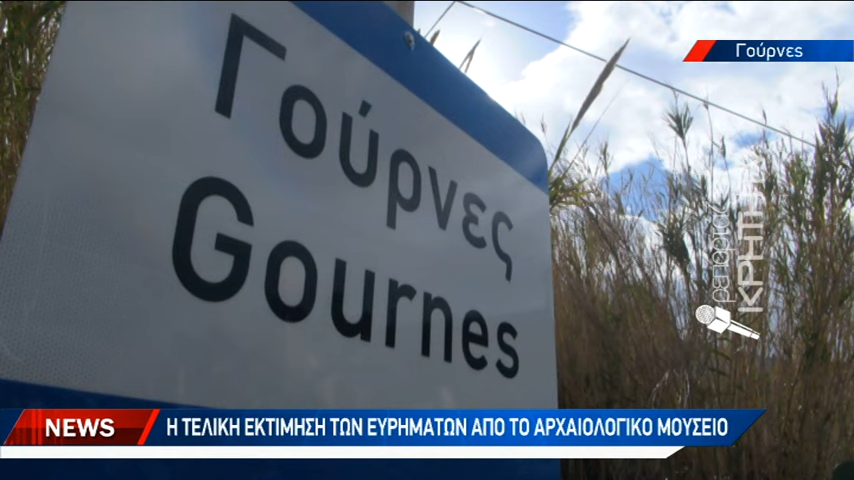 Γούρνες
Γούρνες
Gournes
ρεπορτάζ
ΚΡΗΤΗ
NEWS
Η ΤΕΛΙΚΗ ΕΚΤΙΜΗΣΗ ΤΩΝ ΕΥΡΗΜΑΤΩΝ ΑΠΟ ΤΟ ΑΡΧΑΙΟΛΟΓΙΚΟ ΜΟΥΣΕΙΟ